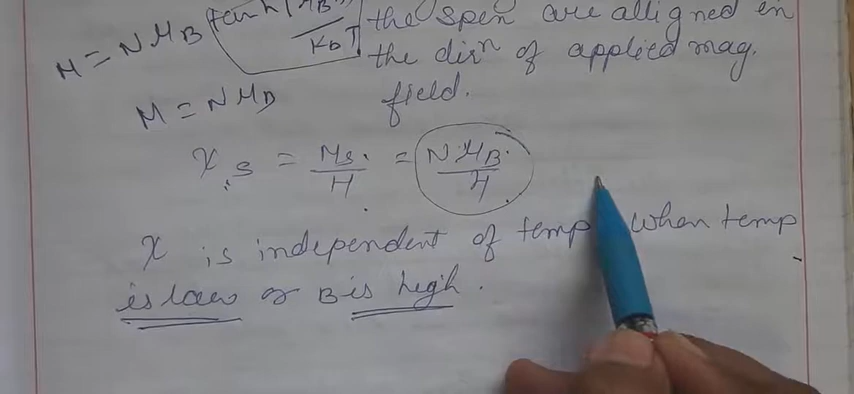 M = NμB tanh
μB
KbT
the spen are alligned in
the dirⁿ of applied mag.
field.
M = NμB
χs = Ms/H = NμB/H
χ is independent of temp when temp
is low or B is high.